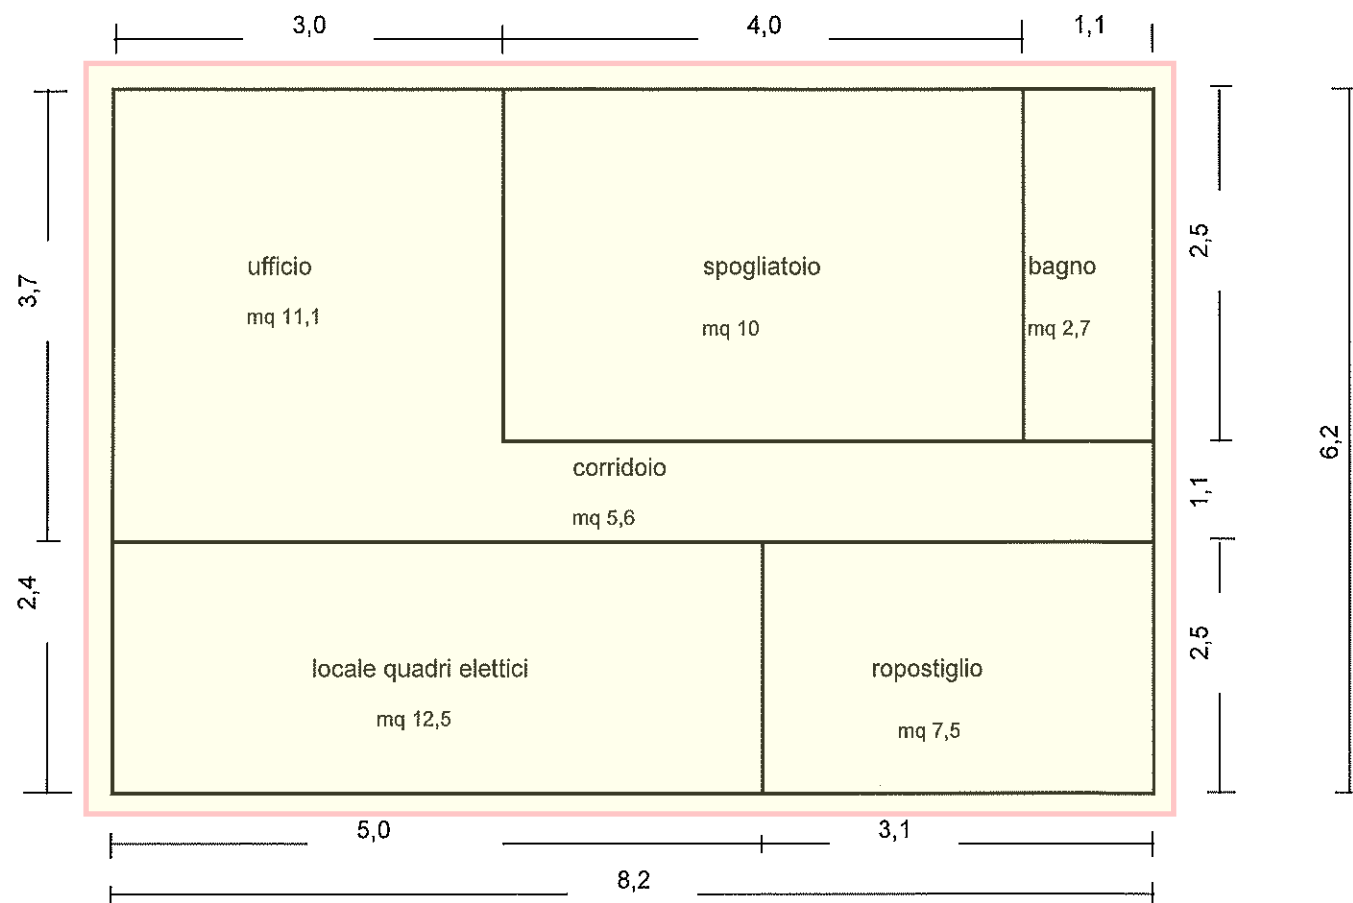 3,0 4,0 1,1
ufficio spogliatoio bagno
mq 11,1 mq 10 mq 2,7
3,7
2,5
corridoio
mq 5,6
1,1
6,2
2,4
locale quadri elettici ropostiglio
mq 12,5 mq 7,5
2,5
5,0 3,1
8,2